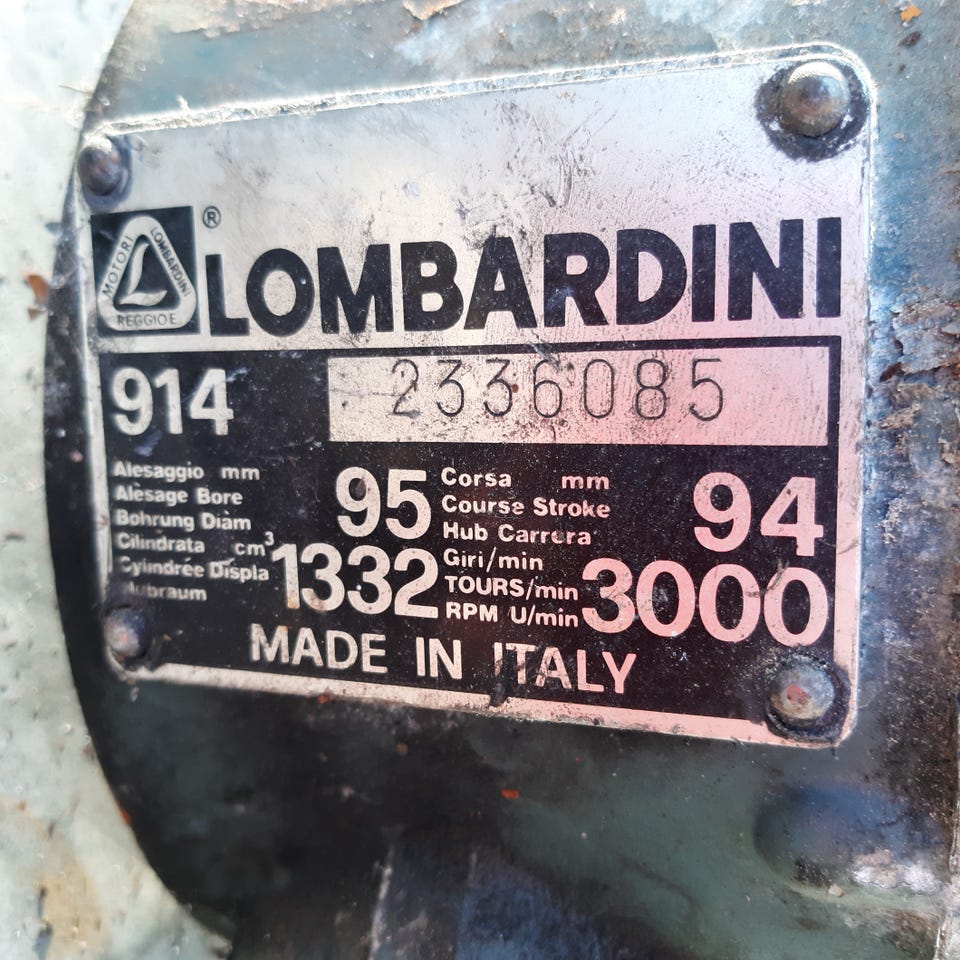 MOTORI LOMBARDINI
REGGIO E
® LOMBARDINI
914 2336085
Alesaggio mm
Alésage Bore
Bohrung Diam
95
Corsa mm
Course Stroke
Hub Carrera
94
Cilindrata cm³
Cylindrée Displa
Hubraum
1332
Giri/min
TOURS/min
RPM U/min
3000
MADE IN ITALY